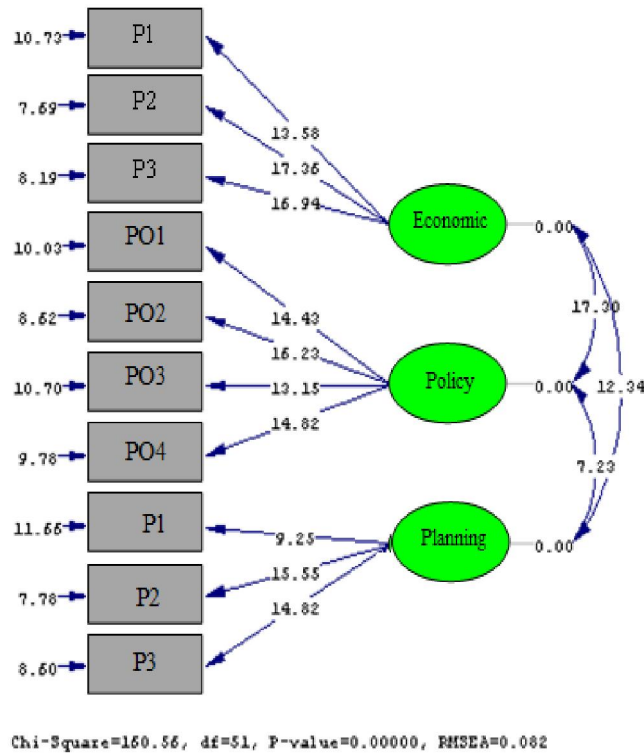 10.73 P1
7.69 P2
8.19 P3
10.03 PO1
8.62 PO2
10.70 PO3
9.78 PO4
11.66 P1
7.78 P2
8.60 P3
13.58
17.36
16.94
14.43
16.23
13.15
14.82
9.25
15.55
14.82
Economic 0.00
Policy 0.00
Planning 0.00
17.30
12.34
7.23
Chi-Square=160.56, df=51, P-value=0.00000, RMSEA=0.082